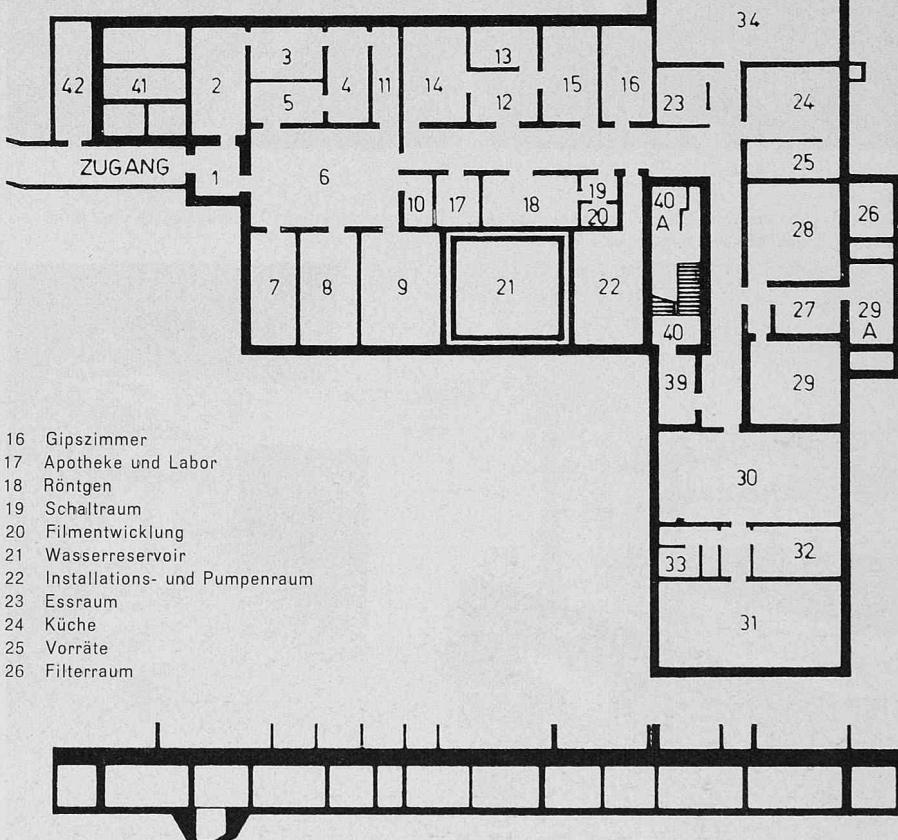 34
42
41
2
3
5
4
11
14
13
12
15
16
23
24
25
ZUGANG
1
6
10
17
18
19
20
40
A
28
26
7
8
9
21
22
27
29
A
40
39
29
30
33
32
31
16 Gipszimmer
17 Apotheke und Labor
18 Röntgen
19 Schaltraum
20 Filmentwicklung
21 Wasserreservoir
22 Installations- und Pumpenraum
23 Essraum
24 Küche
25 Vorräte
26 Filterraum